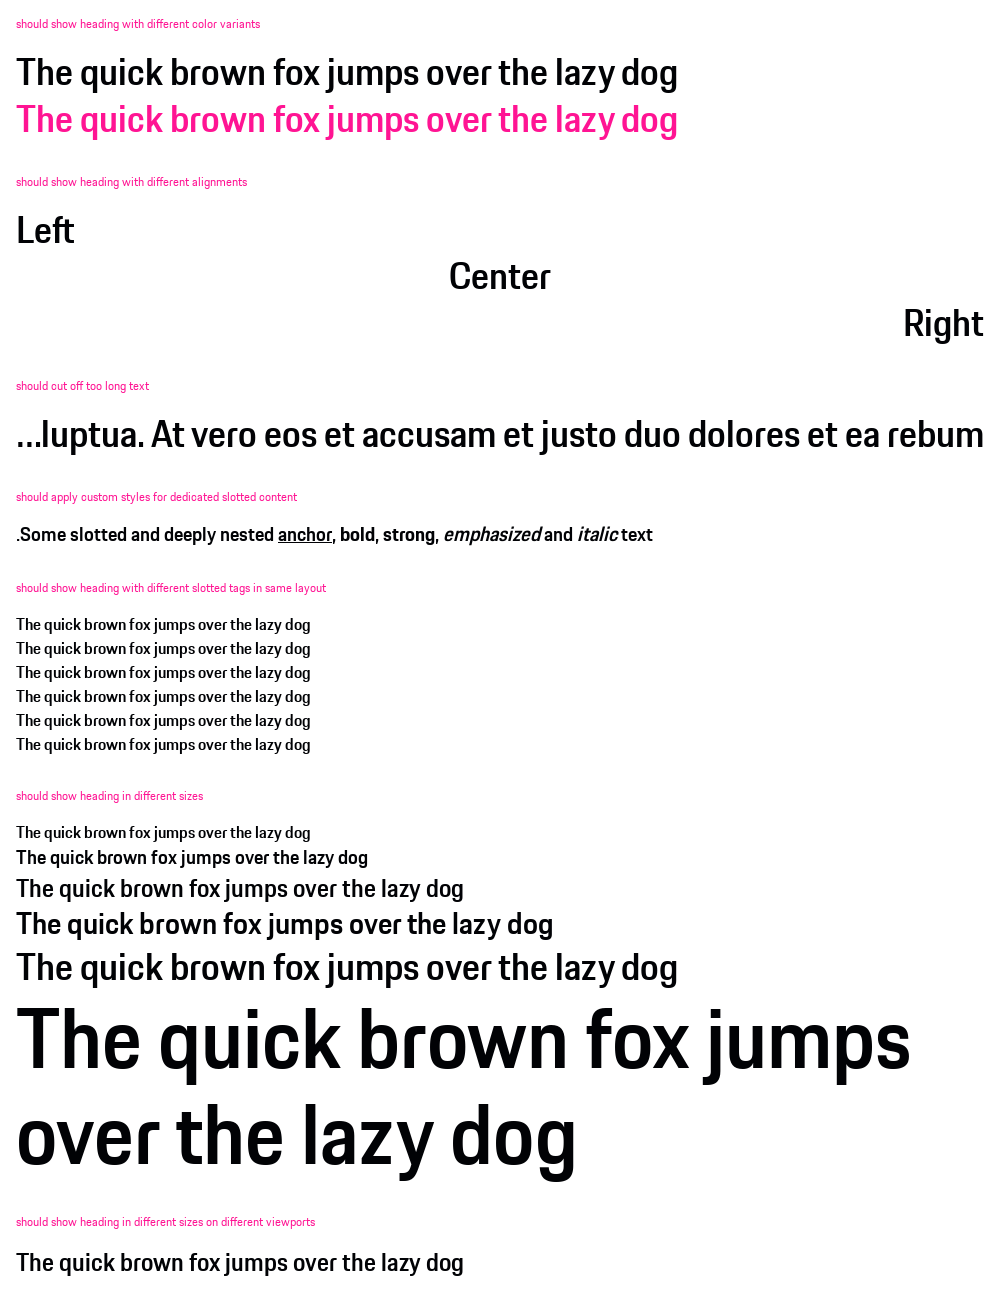 should show heading with different color variants
The quick brown fox jumps over the lazy dog
The quick brown fox jumps over the lazy dog
should show heading with different alignments
Left
Center
Right
should cut off too long text
...luptua. At vero eos et accusam et justo duo dolores et ea rebum
should apply custom styles for dedicated slotted content
.Some slotted and deeply nested anchor, bold, strong, emphasized and italic text
should show heading with different slotted tags in same layout
The quick brown fox jumps over the lazy dog
The quick brown fox jumps over the lazy dog
The quick brown fox jumps over the lazy dog
The quick brown fox jumps over the lazy dog
The quick brown fox jumps over the lazy dog
The quick brown fox jumps over the lazy dog
should show heading in different sizes
The quick brown fox jumps over the lazy dog
The quick brown fox jumps over the lazy dog
The quick brown fox jumps over the lazy dog
The quick brown fox jumps over the lazy dog
The quick brown fox jumps over the lazy dog
The quick brown fox jumps
over the lazy dog
should show heading in different sizes on different viewports
The quick brown fox jumps over the lazy dog